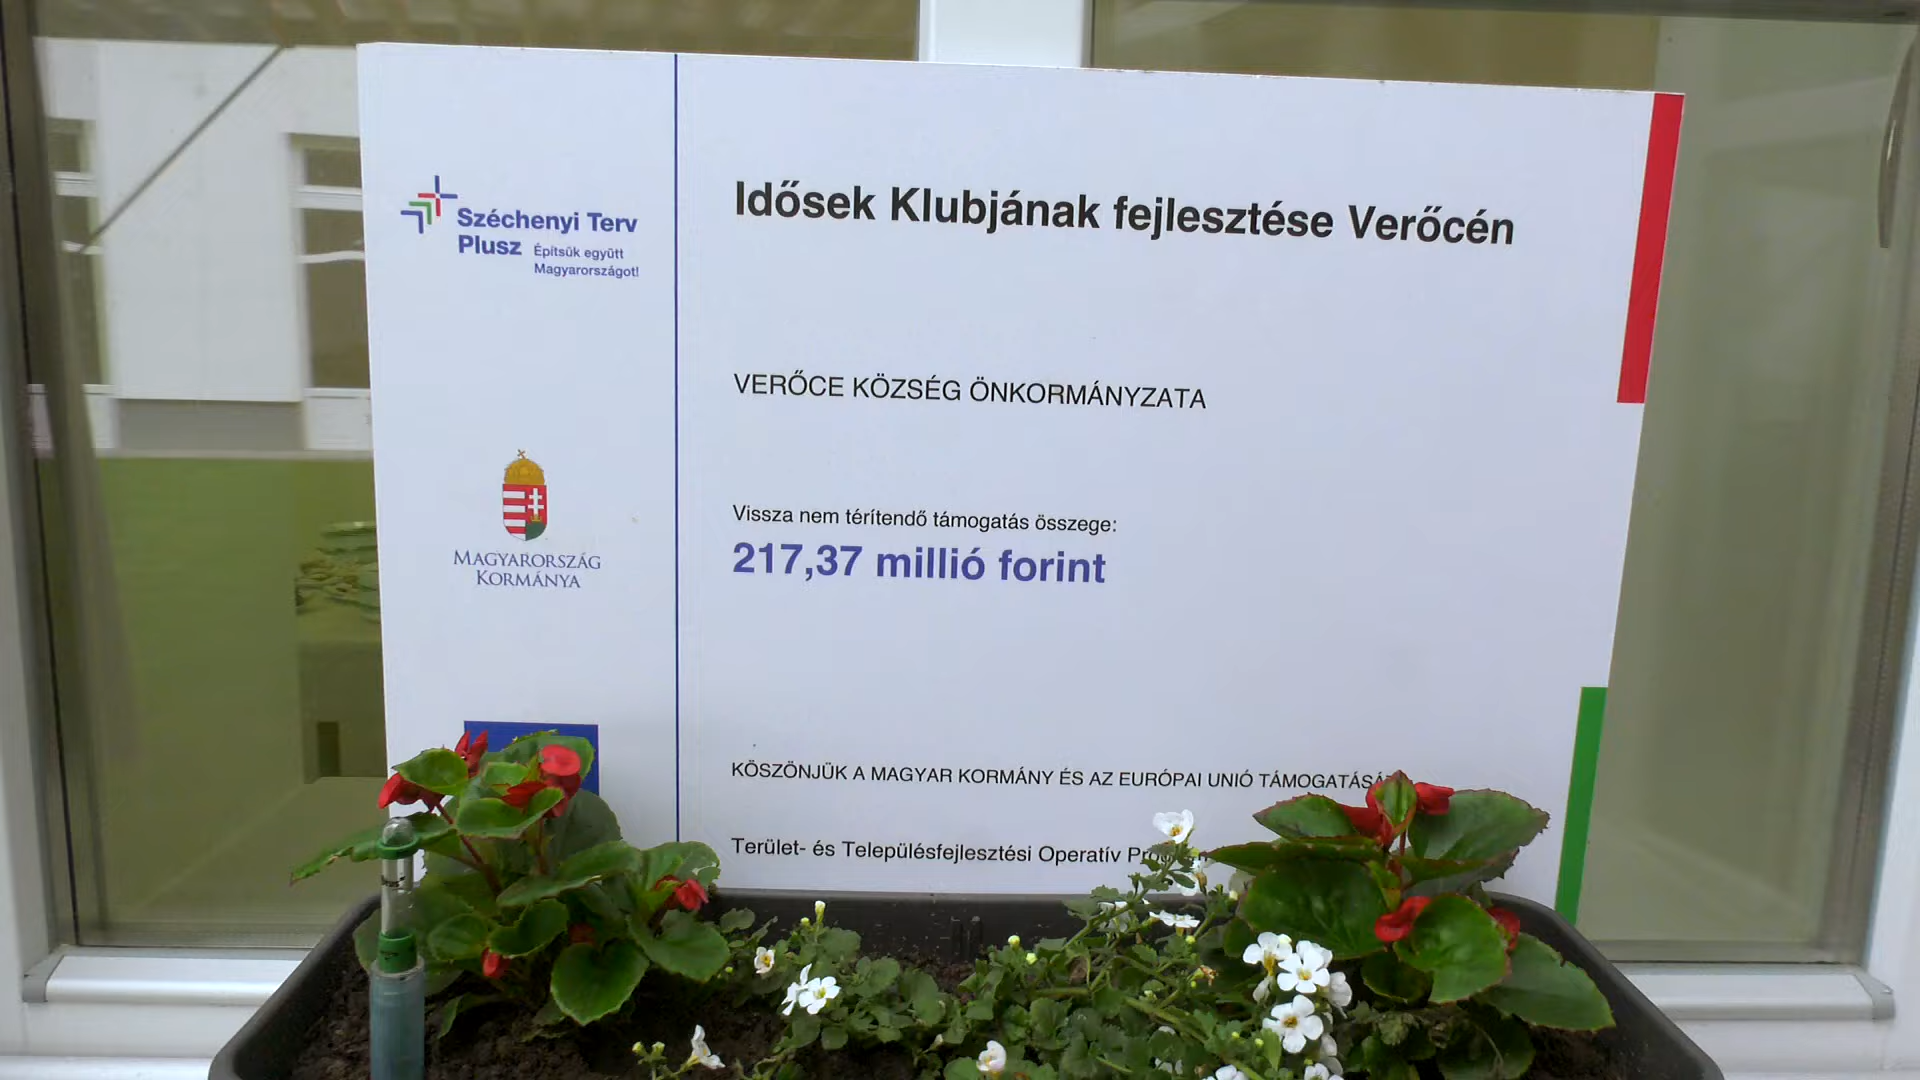 Széchenyi Terv
Plusz
Építsük együtt
Magyarországot!
MAGYARORSZÁG
KORMÁNYA
Idősek Klubjának fejlesztése Verőcén
VERŐCE KÖZSÉG ÖNKORMÁNYZATA
Vissza nem térítendő támogatás összege:
217,37 millió forint
KÖSZÖNJÜK A MAGYAR KORMÁNY ÉS AZ EURÓPAI UNIÓ
Terület- és Településfejlesztési Operatív